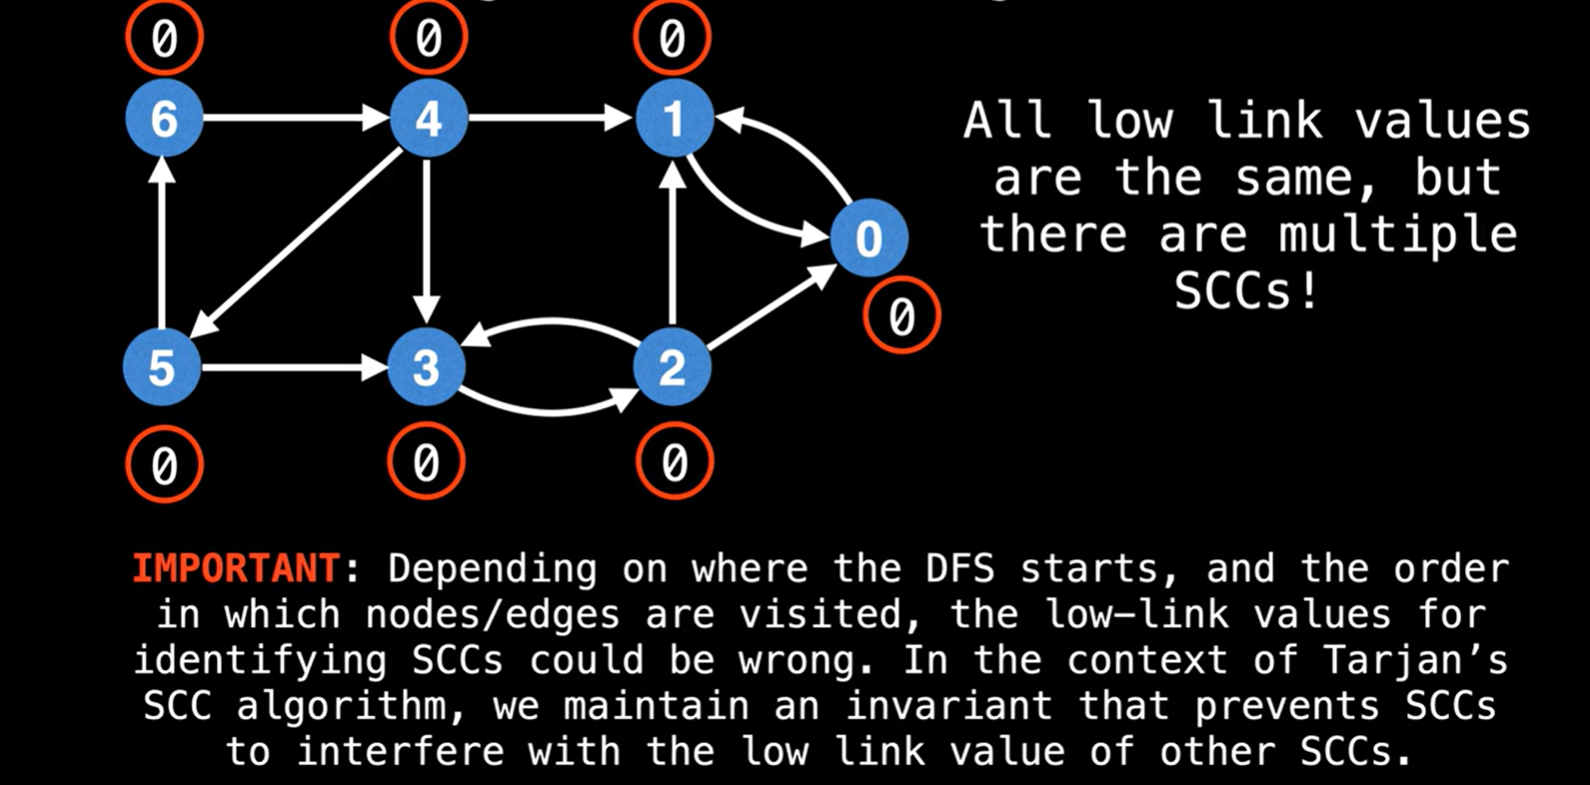 0 0 0
6 4 1
All low link values
are the same, but
there are multiple
SCCs!
0
0
5 3 2
0 0 0
IMPORTANT: Depending on where the DFS starts, and the order
in which nodes/edges are visited, the low-link values for
identifying SCCs could be wrong. In the context of Tarjan's
SCC algorithm, we maintain an invariant that prevents SCCs
to interfere with the low link value of other SCCs.